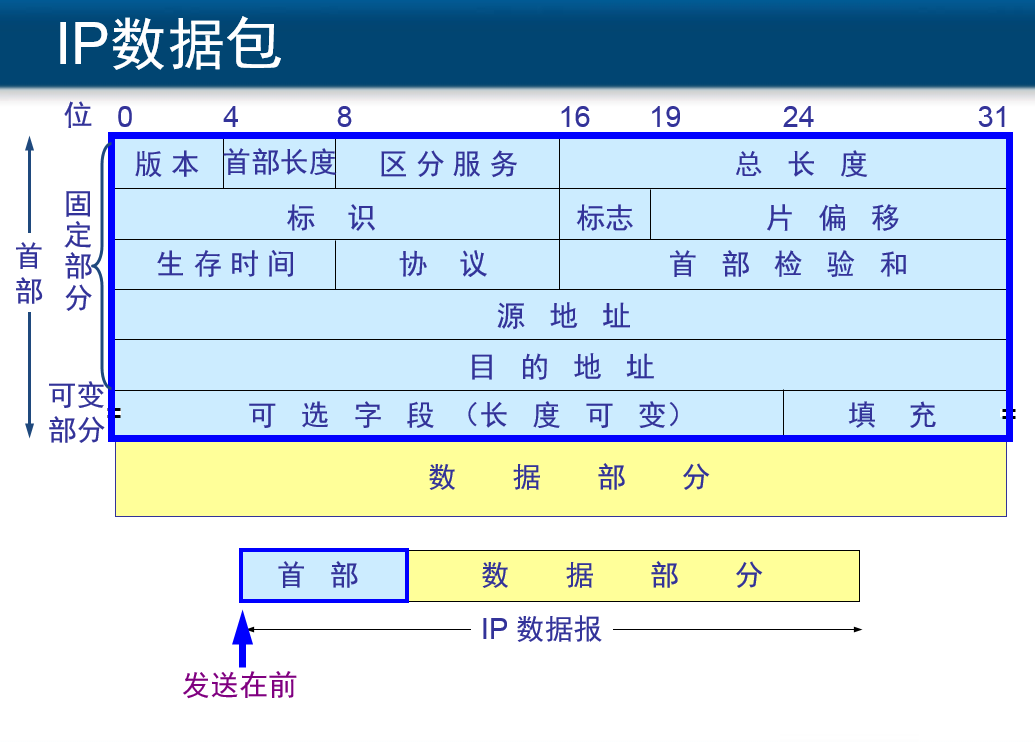 IP数据包
位 0 4 8 16 19 24 31
版本 首部长度 区分服务 总长度
标识 标志 片偏移
生存时间 协议 首部检验和
源地址
目的地址
可选字段（长度可变） 填充
数据部分
首部
固定部分
可变部分
首部 数据部分
IP 数据报
发送在前